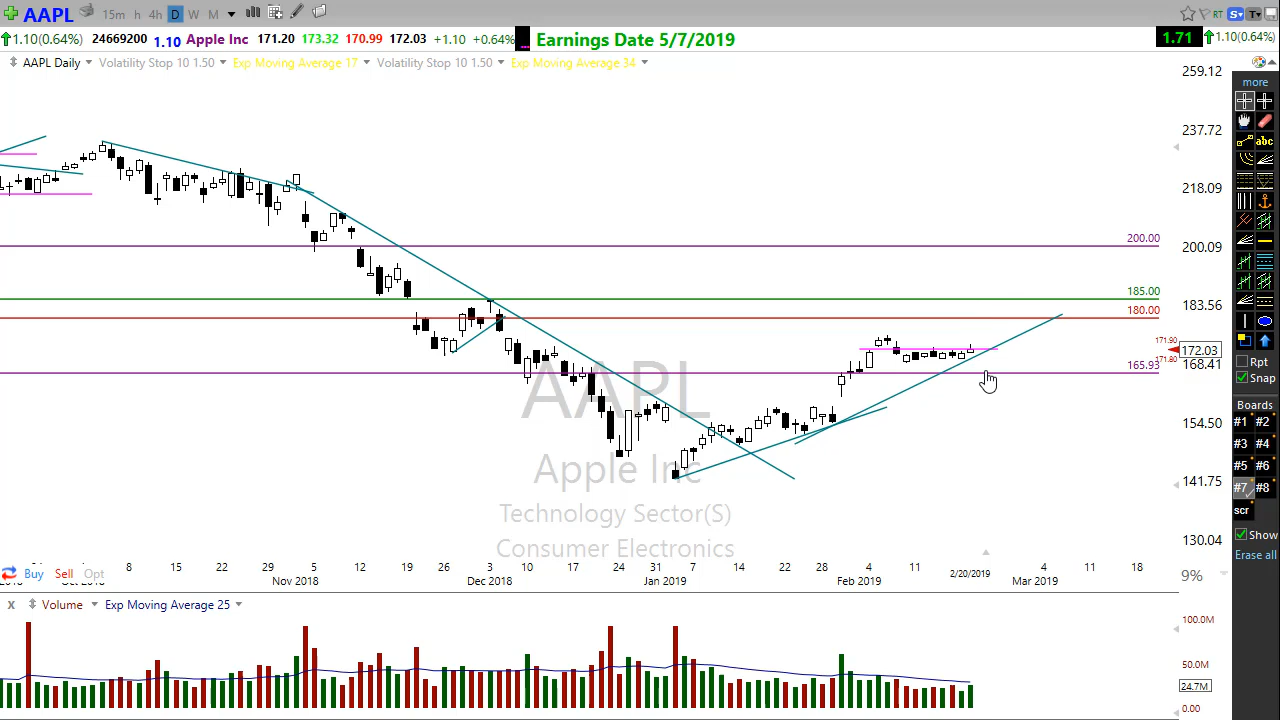 AAPL 15m h 4h D W M RT S T
1.10(0.64%) 24669200 1.10 Apple Inc 171.20 173.32 170.99 172.03 +1.10 +0.64% Earnings Date 5/7/2019 1.71 1.10(0.64%)
AAPL Daily Volatility Stop 10 1.50 Exp Moving Average 17 Volatility Stop 10 1.50 Exp Moving Average 34
259.12
237.72
218.09
200.00 200.09
185.00
183.56
180.00
171.90
172.03
171.80
168.41
165.93
154.50
141.75
130.04
AAPL
Apple Inc
Technology Sector(S)
Consumer Electronics
more
abc
Rpt
Snap
Boards
#1 #2
#3 #4
#5 #6
#7 #8
scr
Show
Erase all
8 15 22 29 5 12 19 26 3 10 17 24 31 7 14 22 28 4 11 4 11 18
Nov 2018 Dec 2018 Jan 2019 Feb 2019 2/20/2019 Mar 2019
Buy Sell Opt 9%
X Volume Exp Moving Average 25
100.0M
50.0M
24.7M
0.00